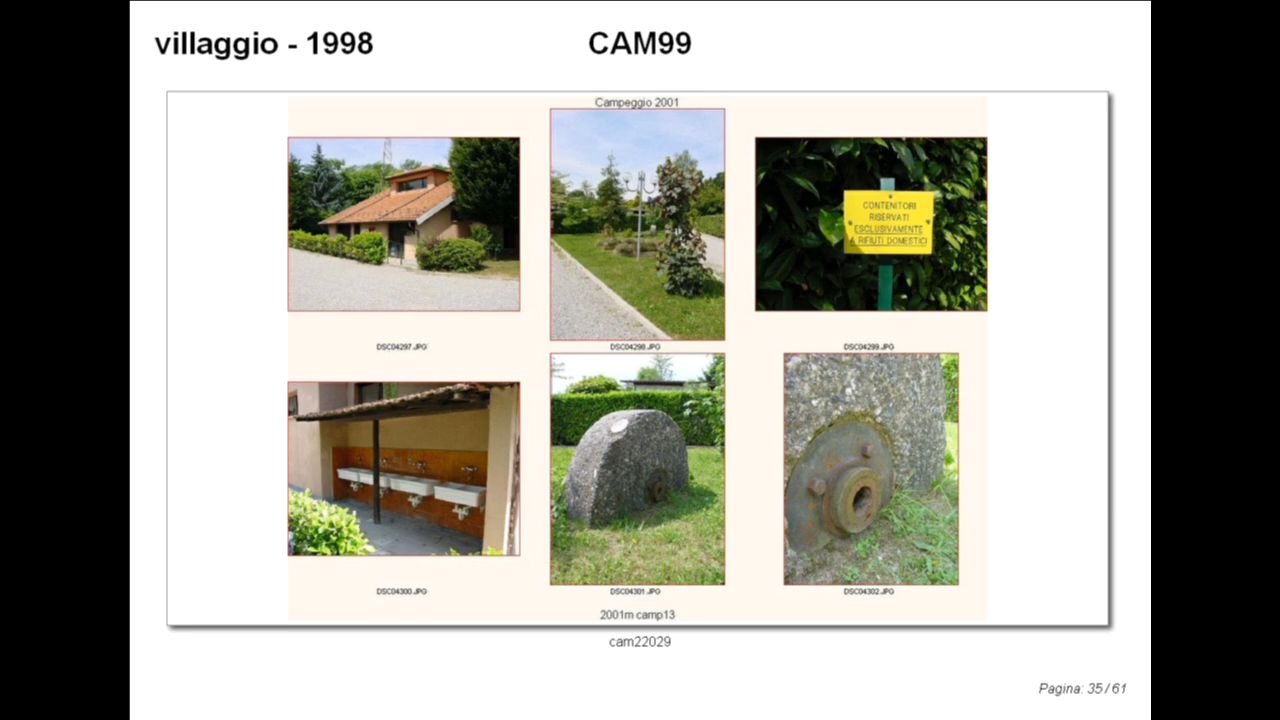 villaggio - 1998
CAM99
Campeggio 2001
CONTENITORI
RISERVATI
ESCLUSIVAMENTE
A RIFIUTI DOMESTICI
DSC04297.JPG
DSC04298.JPG
DSC04299.JPG
DSC04300.JPG
DSC04301.JPG
DSC04302.JPG
2001m camp13
cam22029
Pagina: 35 / 61